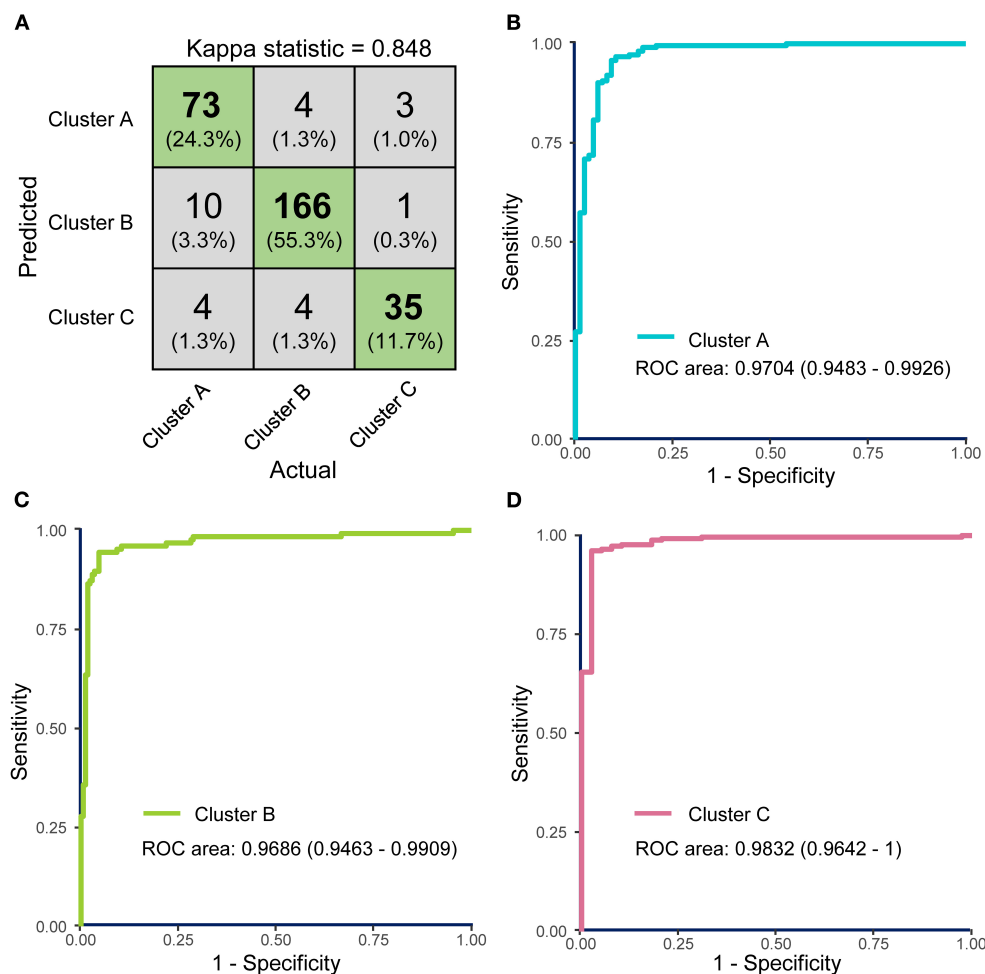 A
Kappa statistic = 0.848
Predicted
Cluster A
73
(24.3%)
4
(1.3%)
3
(1.0%)
Cluster B
10
(3.3%)
166
(55.3%)
1
(0.3%)
Cluster C
4
(1.3%)
4
(1.3%)
35
(11.7%)
Cluster A
Cluster B
Cluster C
Actual
B
Sensitivity
1.00
0.75
0.50
0.25
0.00
Cluster A
ROC area: 0.9704 (0.9483 - 0.9926)
0.00
0.25
0.50
0.75
1.00
1 - Specificity
C
Sensitivity
1.00
0.75
0.50
0.25
0.00
Cluster B
ROC area: 0.9686 (0.9463 - 0.9909)
0.00
0.25
0.50
0.75
1.00
1 - Specificity
D
Sensitivity
1.00
0.75
0.50
0.25
0.00
Cluster C
ROC area: 0.9832 (0.9642 - 1)
0.00
0.25
0.50
0.75
1.00
1 - Specificity